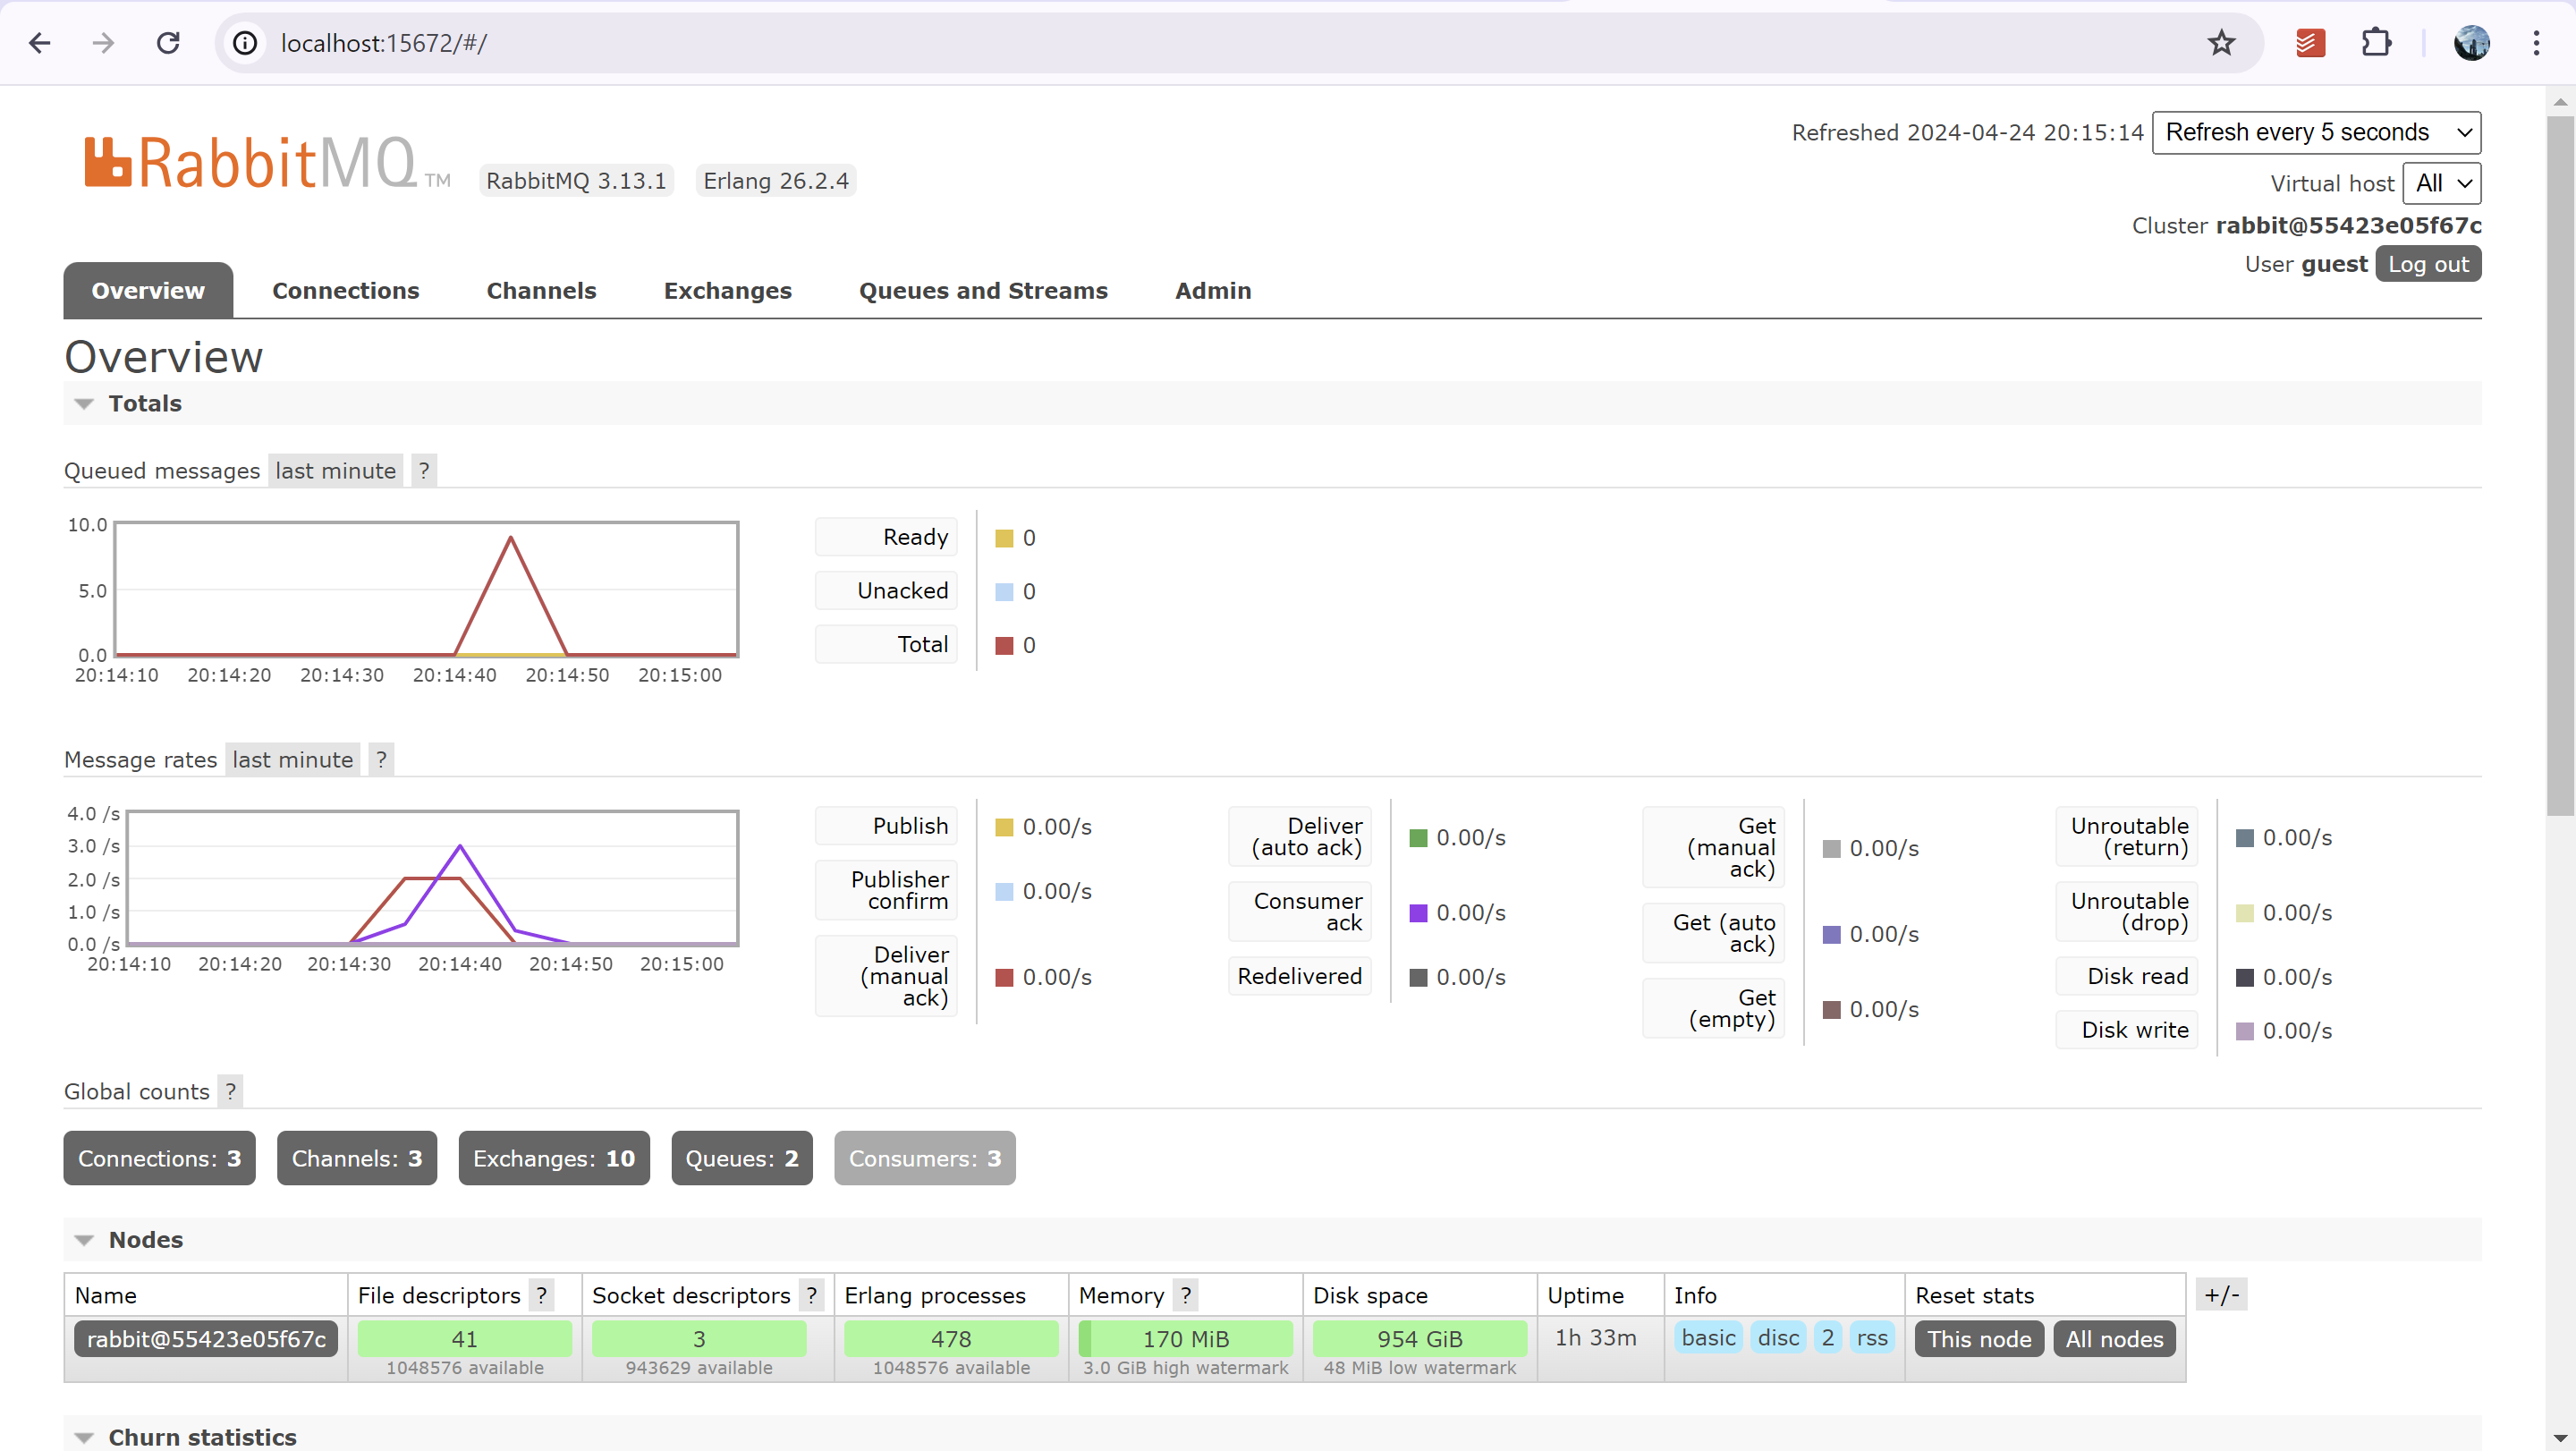 localhost:15672/#/
RabbitMQ TM
RabbitMQ 3.13.1 Erlang 26.2.4
Refreshed 2024-04-24 20:15:14 Refresh every 5 seconds
Virtual host All
Cluster rabbit@55423e05f67c
User guest Log out
Overview Connections Channels Exchanges Queues and Streams Admin
Overview
Totals
Queued messages last minute ?
10.0
5.0
0.0
20:14:10 20:14:20 20:14:30 20:14:40 20:14:50 20:15:00
Ready 0
Unacked 0
Total 0
Message rates last minute ?
4.0 /s
3.0 /s
2.0 /s
1.0 /s
0.0 /s
20:14:10 20:14:20 20:14:30 20:14:40 20:14:50 20:15:00
Publish 0.00/s
Publisher
confirm 0.00/s
Deliver
(manual 0.00/s
ack)
Deliver
(auto ack) 0.00/s
Consumer
ack 0.00/s
Redelivered 0.00/s
Get
(manual 0.00/s
ack)
Get (auto
ack) 0.00/s
Get
(empty) 0.00/s
Unroutable
(return) 0.00/s
Unroutable
(drop) 0.00/s
Disk read 0.00/s
Disk write 0.00/s
Global counts ?
Connections: 3 Channels: 3 Exchanges: 10 Queues: 2 Consumers: 3
Nodes
Name File descriptors ? Socket descriptors ? Erlang processes Memory ? Disk space Uptime Info Reset stats +/-
rabbit@55423e05f67c 41 3 478 170 MiB 954 GiB 1h 33m basic disc 2 rss This node All nodes
1048576 available 943629 available 1048576 available 3.0 GiB high watermark 48 MiB low watermark
Churn statistics